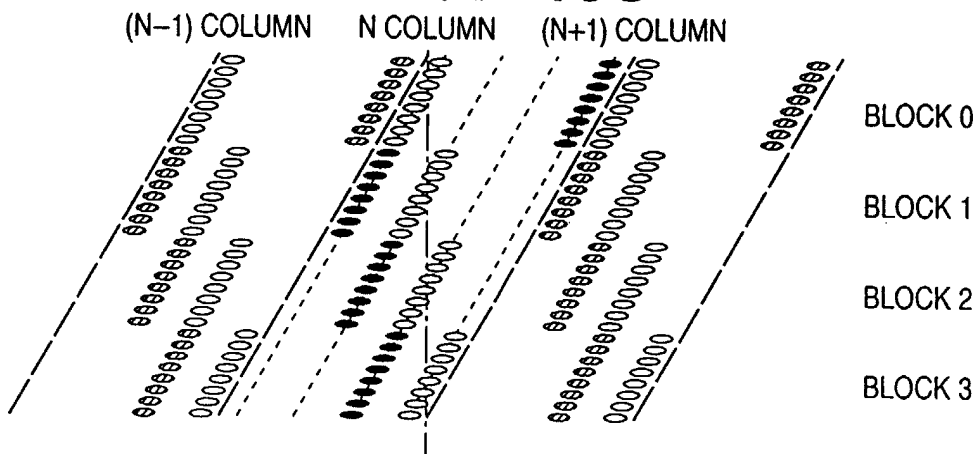 (N–1) COLUMN N COLUMN (N+1) COLUMN
BLOCK 0
BLOCK 1
BLOCK 2
BLOCK 3